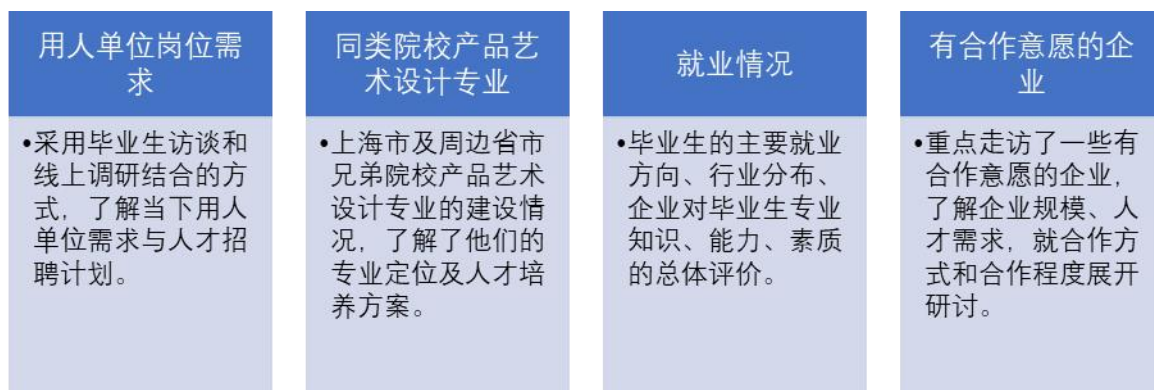 用人单位岗位需
求
•采用毕业生访谈和
线上调研结合的方
式，了解当下用人
单位需求与人才招
聘计划。
同类院校产品艺
术设计专业
•上海市及周边省市
兄弟院校产品艺术
设计专业的建设情
况，了解了他们的
专业定位及人才培
养方案。
就业情况
•毕业生的主要就业
方向、行业分布、
企业对毕业生专业
知识、能力、素质
的总体评价。
有合作意愿的企
业
•重点走访了一些有
合作意愿的企业，
了解企业规模、人
才需求，就合作方
式和合作程度展开
研讨。